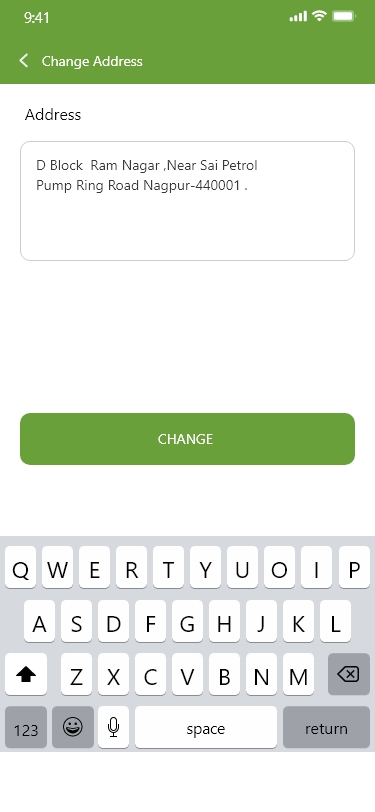 9:41
Change Address
Address
D Block Ram Nagar ,Near Sai Petrol
Pump Ring Road Nagpur-440001 .
CHANGE
Q W E R T Y U O I P
A S D F G H J K L
Z X C V B N M
123 space return